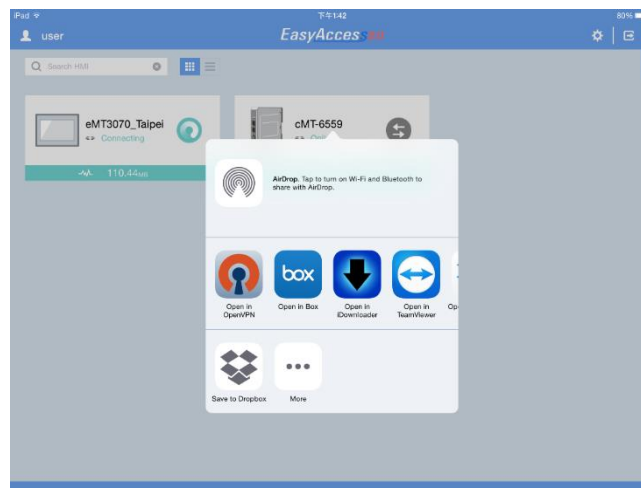 iPad 下午1:42 80%
user EasyAccess
Search HMI
eMT3070_Taipei
Connecting
110.44
cMT-6559
AirDrop. Tap to turn on Wi-Fi and Bluetooth to
share with AirDrop.
box
Open in
OpenVPN
Open in Box
Open in
iDownloader
Open in
TeamViewer
Op
Save to Dropbox
More